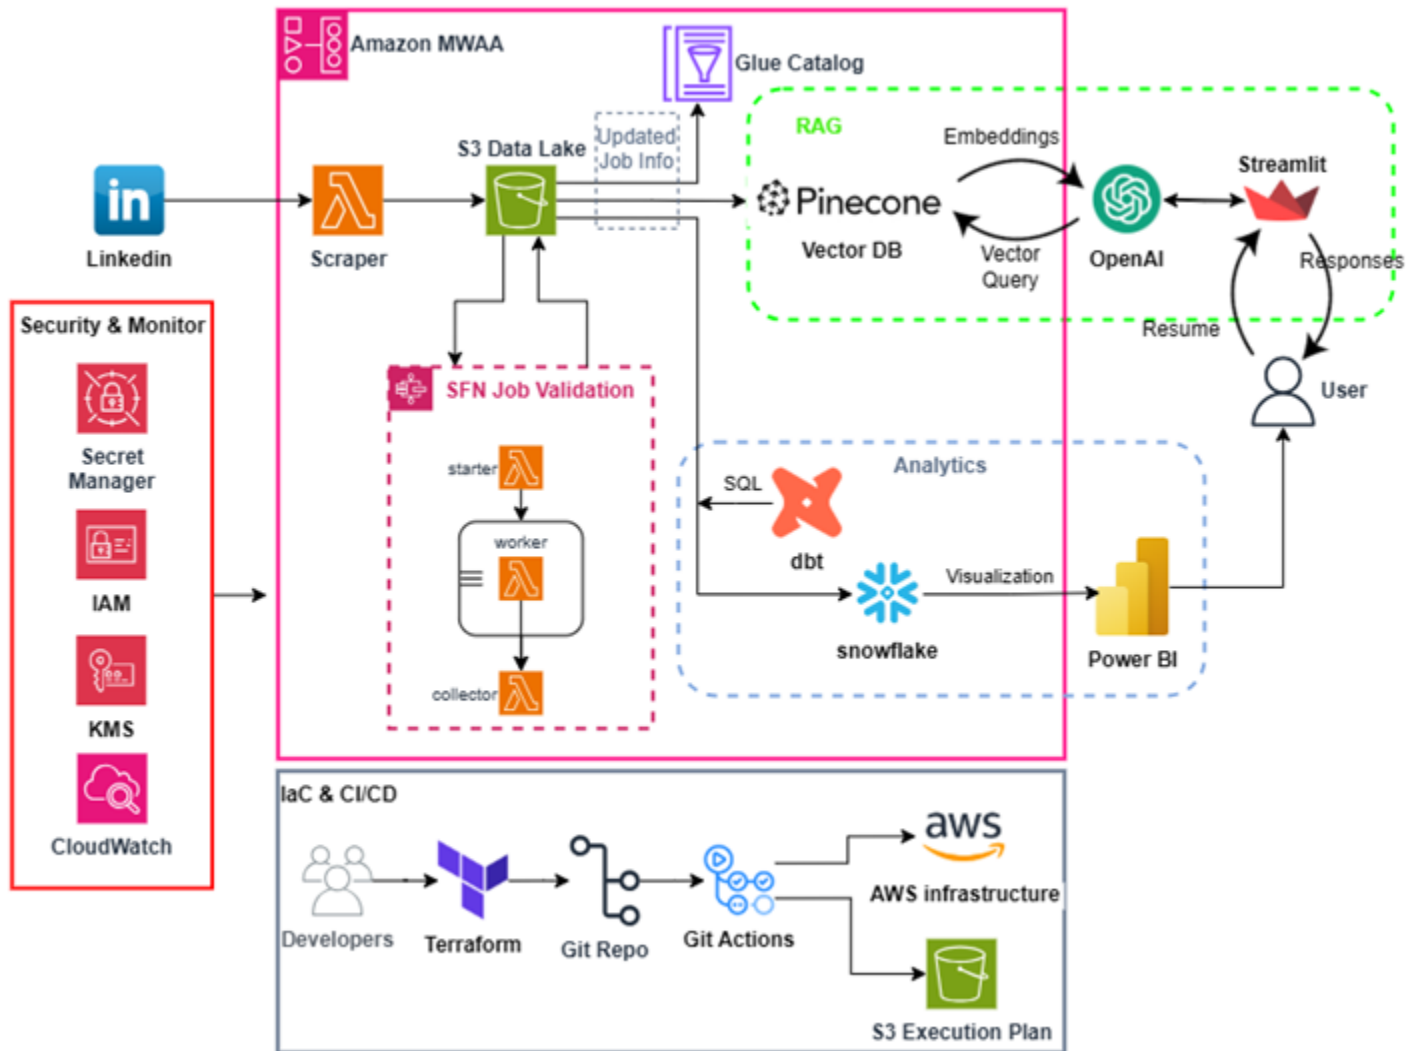 Amazon MWAA
Glue Catalog
Updated
Job Info
S3 Data Lake
RAG
Embeddings
Streamlit
in
Linkedin
Scraper
Pinecone
Vector DB
Vector
Query
OpenAI
Responses
Resume
User
Security & Monitor
Secret
Manager
IAM
KMS
CloudWatch
SFN Job Validation
starter
worker
collector
Analytics
SQL
dbt
snowflake
Visualization
Power BI
IaC & CI/CD
Developers
Terraform
Git Repo
Git Actions
aws
AWS infrastructure
S3 Execution Plan